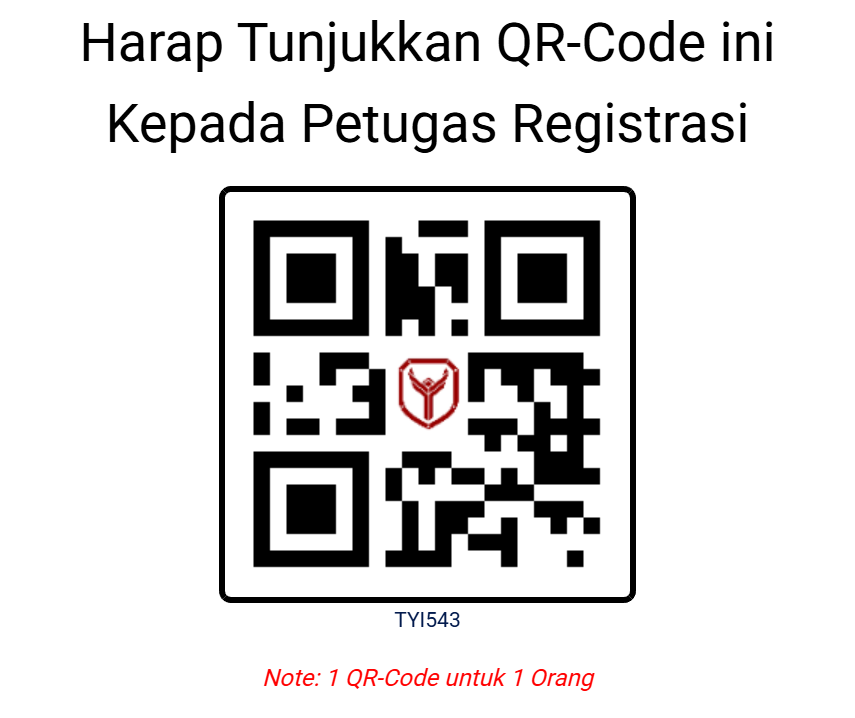 Harap Tunjukkan QR-Code ini
Kepada Petugas Registrasi
TYI543
Note: 1 QR-Code untuk 1 Orang